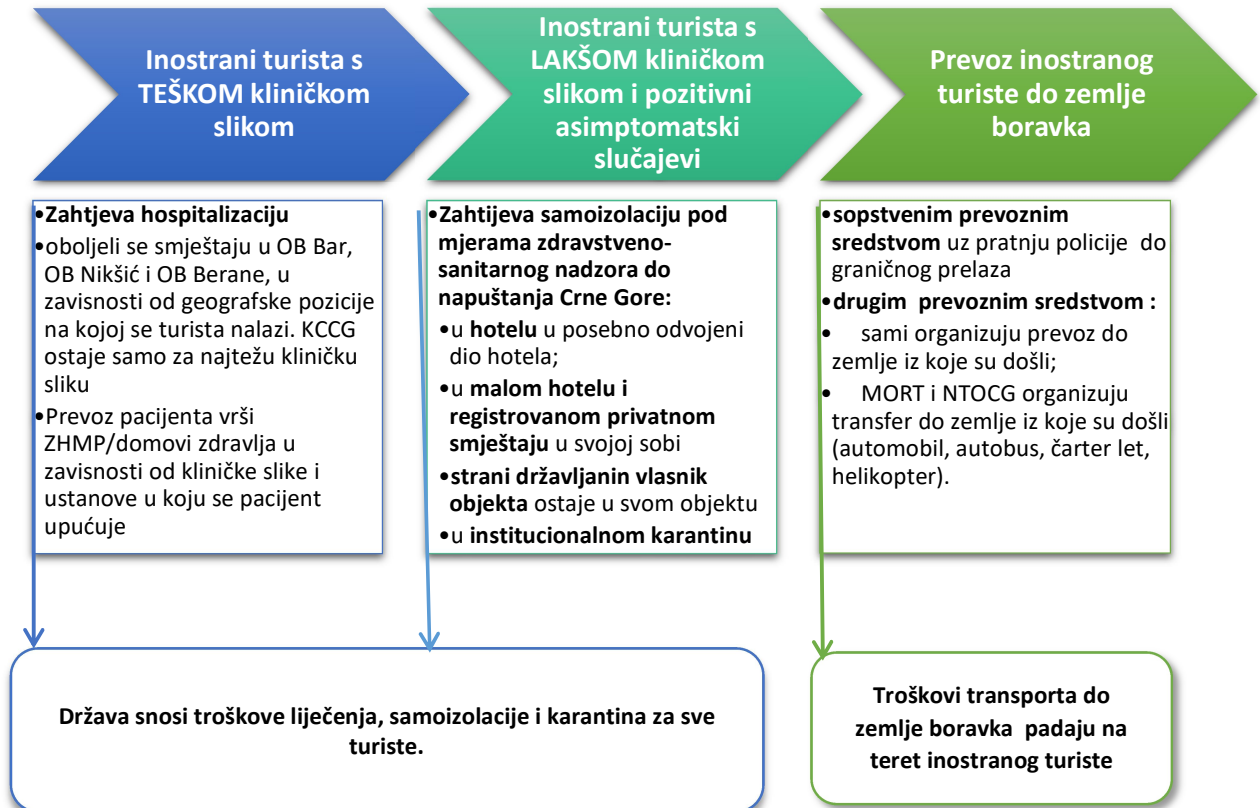 Inostrani turista s
TEŠKOM kliničkom
slikom
Inostrani turista s
LAKŠOM kliničkom
slikom i pozitivni
asimptomatski
slučajevi
Prevoz inostranog
turiste do zemlje
boravka
•Zahtjeva hospitalizaciju
•oboljeli se smještaju u OB Bar,
OB Nikšić i OB Berane, u
zavisnosti od geografske pozicije
na kojoj se turista nalazi. KCCG
ostaje samo za najtežu kliničku
sliku
•Prevoz pacijenta vrši
ZHMP/domovi zdravlja u
zavisnosti od kliničke slike i
ustanove u koju se pacijent
upućuje
•Zahtijeva samoizolaciju pod
mjerama zdravstveno-
sanitarnog nadzora do
napuštanja Crne Gore:
•u hotelu u posebno odvojeni
dio hotela;
•u malom hotelu i
registrovanom privatnom
smještaju u svojoj sobi
•strani državljanin vlasnik
objekta ostaje u svom objektu
•u institucionalnom karantinu
•sopstvenim prevoznim
sredstvom uz pratnju policije do
graničnog prelaza
•drugim prevoznim sredstvom :
• sami organizuju prevoz do
zemlje iz koje su došli;
• MORT i NTOCG organizuju
transfer do zemlje iz koje su došli
(automobil, autobus, čarter let,
helikopter).
Država snosi troškove liječenja, samoizolacije i karantina za sve
turiste.
Troškovi transporta do
zemlje boravka padaju na
teret inostranog turiste